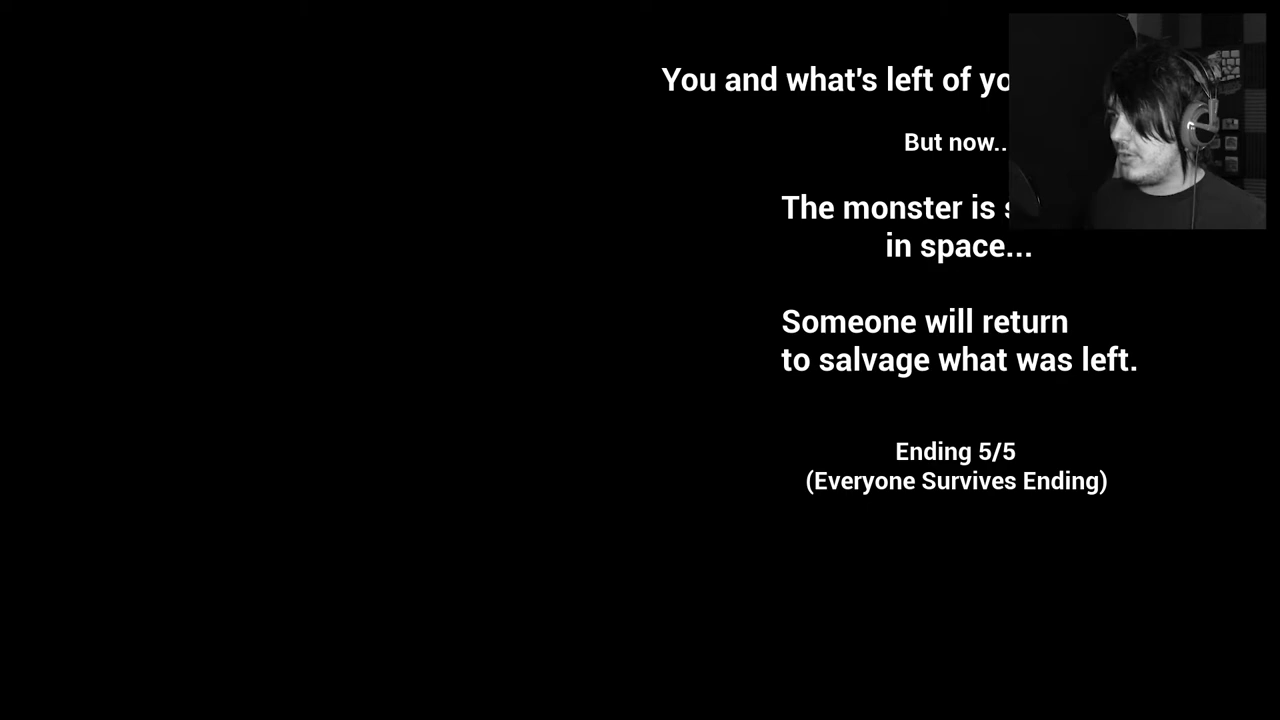 You and what's left of
But now..
The monster is
in space...
Someone will return
to salvage what was left.
Ending 5/5
(Everyone Survives Ending)